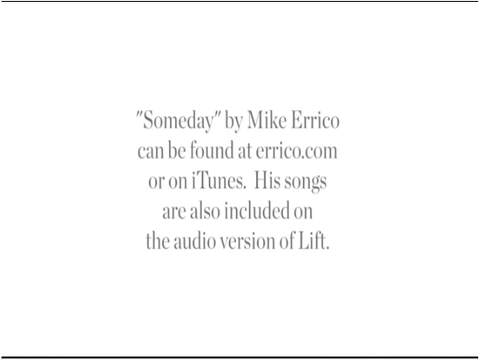 "Someday" by Mike Errico
can be found at errico.com
or on iTunes.  His songs
are also included on
the audio version of Lift.